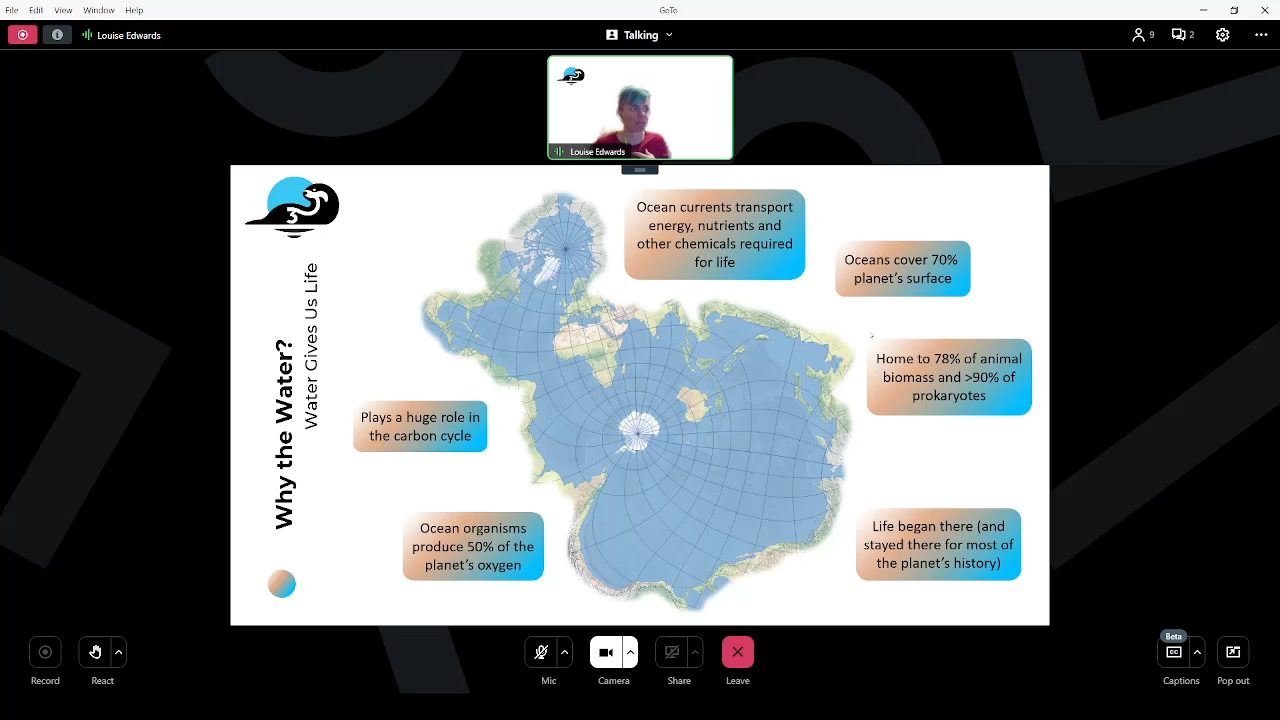 File Edit View Window Help
GoTo
Louise Edwards
Talking
9
2
Louise Edwards
3
Why the Water?
Water Gives Us Life
Ocean currents transport
energy, nutrients and
other chemicals required
for life
Oceans cover 70%
planet's surface
Home to 78% of animal
biomass and >90% of
prokaryotes
Plays a huge role in
the carbon cycle
Ocean organisms
produce 50% of the
planet's oxygen
Life began there (and
stayed there for most of
the planet's history)
Record
React
Mic
Camera
Share
Leave
Beta
CC
Captions
Pop out